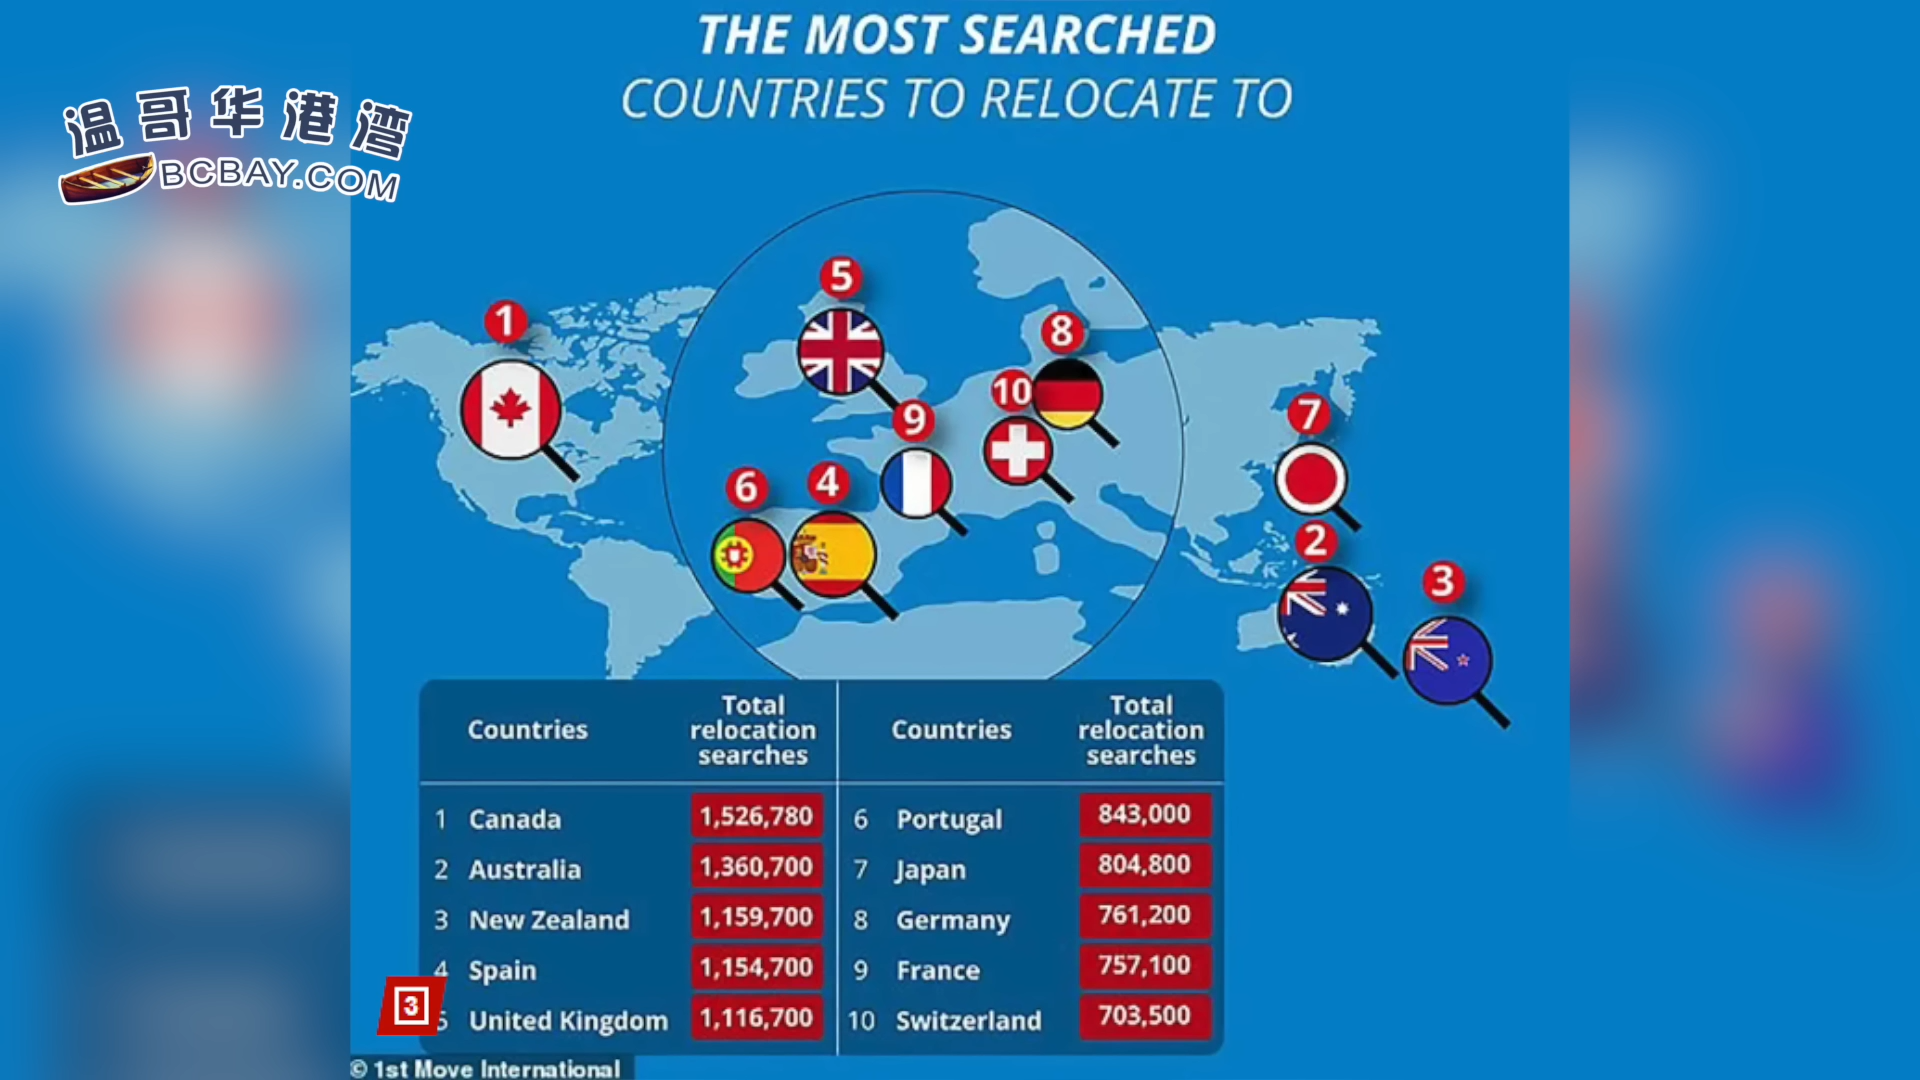 THE MOST SEARCHED
COUNTRIES TO RELOCATE TO
温哥华港湾
BCBAY.COM
5
1
8
10
9
7
6
4
2
3
Countries Total relocation searches Countries Total relocation searches
1 Canada 1,526,780 6 Portugal 843,000
2 Australia 1,360,700 7 Japan 804,800
3 New Zealand 1,159,700 8 Germany 761,200
4 Spain 1,154,700 9 France 757,100
5 United Kingdom 1,116,700 10 Switzerland 703,500
3
© 1st Move International